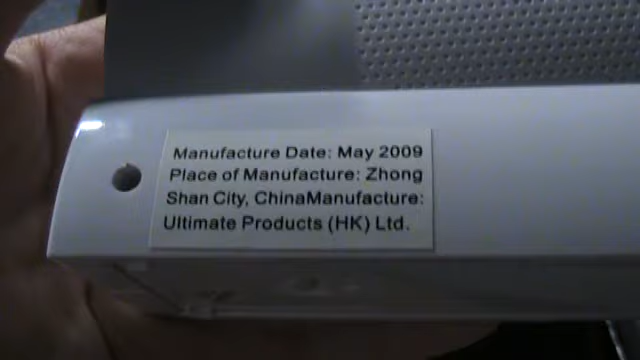 Manufacture Date: May 2009
Place of Manufacture: Zhong
Shan City, ChinaManufacture:
Ultimate Products (HK) Ltd.